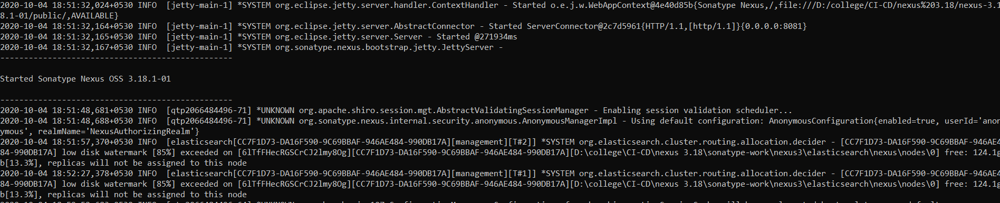 2020-10-04 18:51:32,024+0530 INFO  [jetty-main-1] *SYSTEM org.eclipse.jetty.server.handler.ContextHandler - Started o.e.j.w.WebAppContext@4e40d85b{Sonatype Nexus,/,file:///D:/college/CI-CD/nexus%203.18/nexus-3.1
8.1-01/public/,AVAILABLE}
2020-10-04 18:51:32,164+0530 INFO  [jetty-main-1] *SYSTEM org.eclipse.jetty.server.AbstractConnector - Started ServerConnector@2c7d5961{HTTP/1.1,[http/1.1]}{0.0.0.0:8081}
2020-10-04 18:51:32,165+0530 INFO  [jetty-main-1] *SYSTEM org.eclipse.jetty.server.Server - Started @271934ms
2020-10-04 18:51:32,167+0530 INFO  [jetty-main-1] *SYSTEM org.sonatype.nexus.bootstrap.jetty.JettyServer -
-------------------------------------------------
Started Sonatype Nexus OSS 3.18.1-01
-------------------------------------------------
2020-10-04 18:51:48,681+0530 INFO  [qtp2066484496-71] *UNKNOWN org.apache.shiro.session.mgt.AbstractValidatingSessionManager - Enabling session validation scheduler...
2020-10-04 18:51:48,688+0530 INFO  [qtp2066484496-71] *UNKNOWN org.sonatype.nexus.internal.security.anonymous.AnonymousManagerImpl - Using default configuration: AnonymousConfiguration{enabled=true, userId='anon
ymous', realmName='NexusAuthorizingRealm'}
2020-10-04 18:51:57,370+0530 INFO  [elasticsearch[CC7F1D73-DA16F590-9C69BBAF-946AE484-990DB17A][management][T#2]] *SYSTEM org.elasticsearch.cluster.routing.allocation.decider - [CC7F1D73-DA16F590-9C69BBAF-946AE4
84-990DB17A] low disk watermark [85%] exceeded on [6lTfFHecRGSCrCJ2lmy8Og][CC7F1D73-DA16F590-9C69BBAF-946AE484-990DB17A][D:\college\CI-CD\nexus 3.18\sonatype-work\nexus3\elasticsearch\nexus\nodes\0] free: 124.1g
b[13.3%], replicas will not be assigned to this node
2020-10-04 18:52:27,378+0530 INFO  [elasticsearch[CC7F1D73-DA16F590-9C69BBAF-946AE484-990DB17A][management][T#1]] *SYSTEM org.elasticsearch.cluster.routing.allocation.decider - [CC7F1D73-DA16F590-9C69BBAF-946AE4
84-990DB17A] low disk watermark [85%] exceeded on [6lTfFHecRGSCrCJ2lmy8Og][CC7F1D73-DA16F590-9C69BBAF-946AE484-990DB17A][D:\college\CI-CD\nexus 3.18\sonatype-work\nexus3\elasticsearch\nexus\nodes\0] free: 124.1g
b[13.3%], replicas will not be assigned to this node